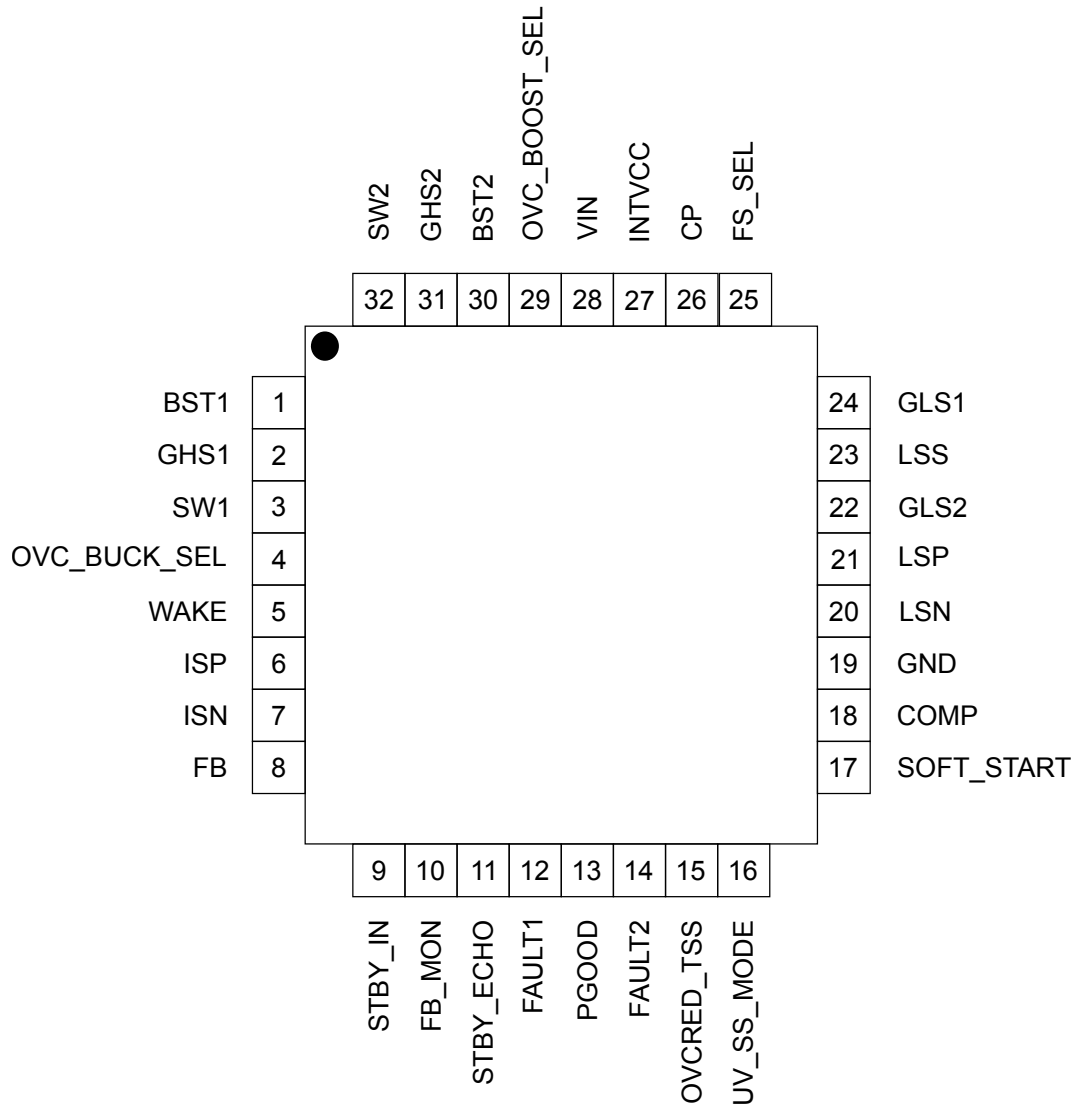 OVC_BOOST_SEL
SW2
GHS2
BST2
VIN
INTVCC
CP
FS_SEL
32 31 30 29 28 27 26 25
BST1 1
GHS1 2
SW1 3
OVC_BUCK_SEL 4
WAKE 5
ISP 6
ISN 7
FB 8
24 GLS1
23 LSS
22 GLS2
21 LSP
20 LSN
19 GND
18 COMP
17 SOFT_START
9 10 11 12 13 14 15 16
STBY_IN
FB_MON
STBY_ECHO
FAULT1
PGOOD
FAULT2
OVCRED_TSS
UV_SS_MODE